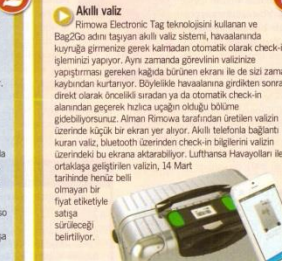 Akıllı valiz
Rimowa Electronic Tag teknolojisini kullanan ve
Bag2Go adını taşıyan akıllı valiz sistemi, havaalanında
kuyruğa girmenize gerek kalmadan otomatik olarak check-i
işleminizi yapıyor. Aynı zamanda görevlinin valizinize
yapıştırması gereken kağıda bürünen ekranı ile de sizi zama
kaybından kurtarıyor. Böylelikle havaalanına girdikten sonra
direkt olarak öncelikli sıradan ya da otomatik check-in
alanından geçerek hızlıca uçağın olduğu bölüme
gidebiliyorsunuz. Alman Rimowa tarafından üretilen valizin
üzerinde küçük bir ekran yer alıyor. Akıllı telefonla bağlantı
kuran valiz, bluetooth üzerinden check-in bilgilerini valizin
üzerindeki bu ekrana aktarabiliyor. Lufthansa Havayolları ile
ortaklaşa geliştirilen valizin, 14 Mart
tarihinde henüz belli
olmayan bir
fiyat etiketiyle
satışa
sürüleceği
belirtiliyor.